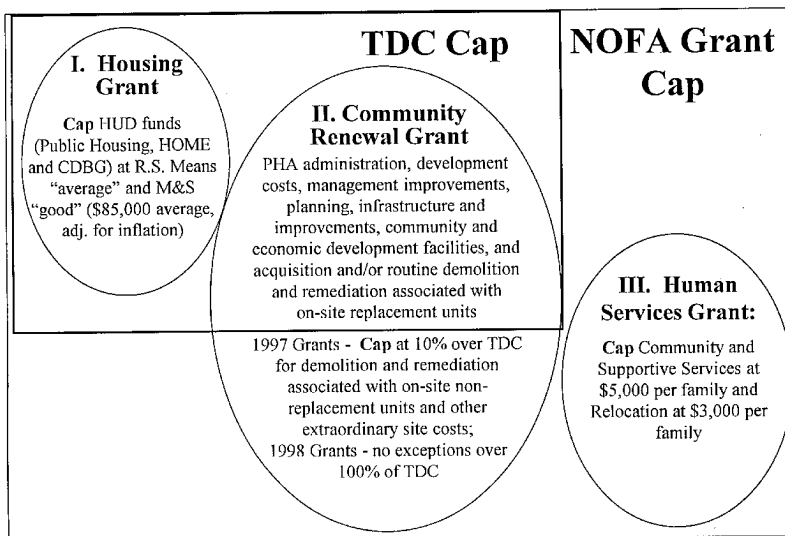 TDC Cap
NOFA Grant
Cap
I. Housing
Grant
Cap HUD funds
(Public Housing, HOME
and CDBG) at R.S. Means
“average” and M&S
“good” ($85,000 average,
adj. for inflation)
II. Community
Renewal Grant
PHA administration, development
costs, management improvements,
planning, infrastructure and
improvements, community and
economic development facilities, and
acquisition and/or routine demolition
and remediation associated with
on-site replacement units
1997 Grants - Cap at 10% over TDC
for demolition and remediation
associated with on-site non-
replacement units and other
extraordinary site costs;
1998 Grants - no exceptions over
100% of TDC
III. Human
Services Grant:
Cap Community and
Supportive Services at
$5,000 per family and
Relocation at $3,000 per
family